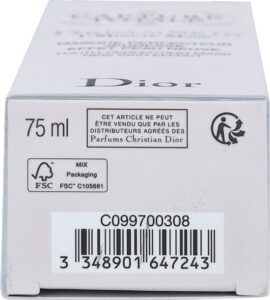 Dior
75 ml
CET ARTICLE NE PEUT
ÊTRE VENDU QUE PAR LES
DISTRIBUTEURS AGRÉÉS DES
Parfums Christian Dior
FSC
MIX
Packaging
FSC® C105681
C099700308
3 348901 647243